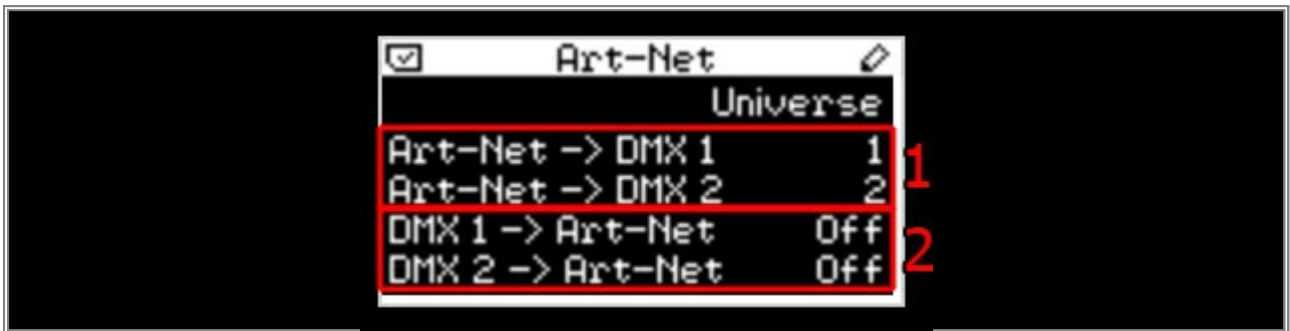 Art-Net
Universe
Art-Net -> DMX 1 1
Art-Net -> DMX 2 2
1
DMX 1 -> Art-Net Off
DMX 2 -> Art-Net Off
2